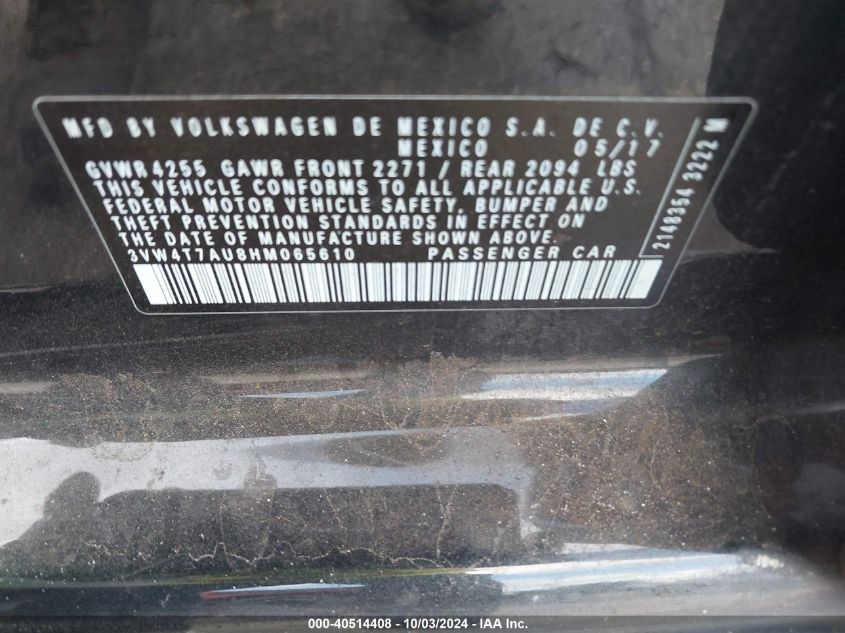 MFD BY VOLKSWAGEN DE MEXICO S.A. DE C.V.
MEXICO 05/17
GVWR 4255 GAWR FRONT 2271 / REAR 2094 LBS
THIS VEHICLE CONFORMS TO ALL APPLICABLE U.S.
FEDERAL MOTOR VEHICLE SAFETY, BUMPER AND
THEFT PREVENTION STANDARDS IN EFFECT ON
THE DATE OF MANUFACTURE SHOWN ABOVE.
3VW4T7AU8HM065610 PASSENGER CAR
2148354 3222 M
000-40514408 - 10/03/2024 - IAA Inc.